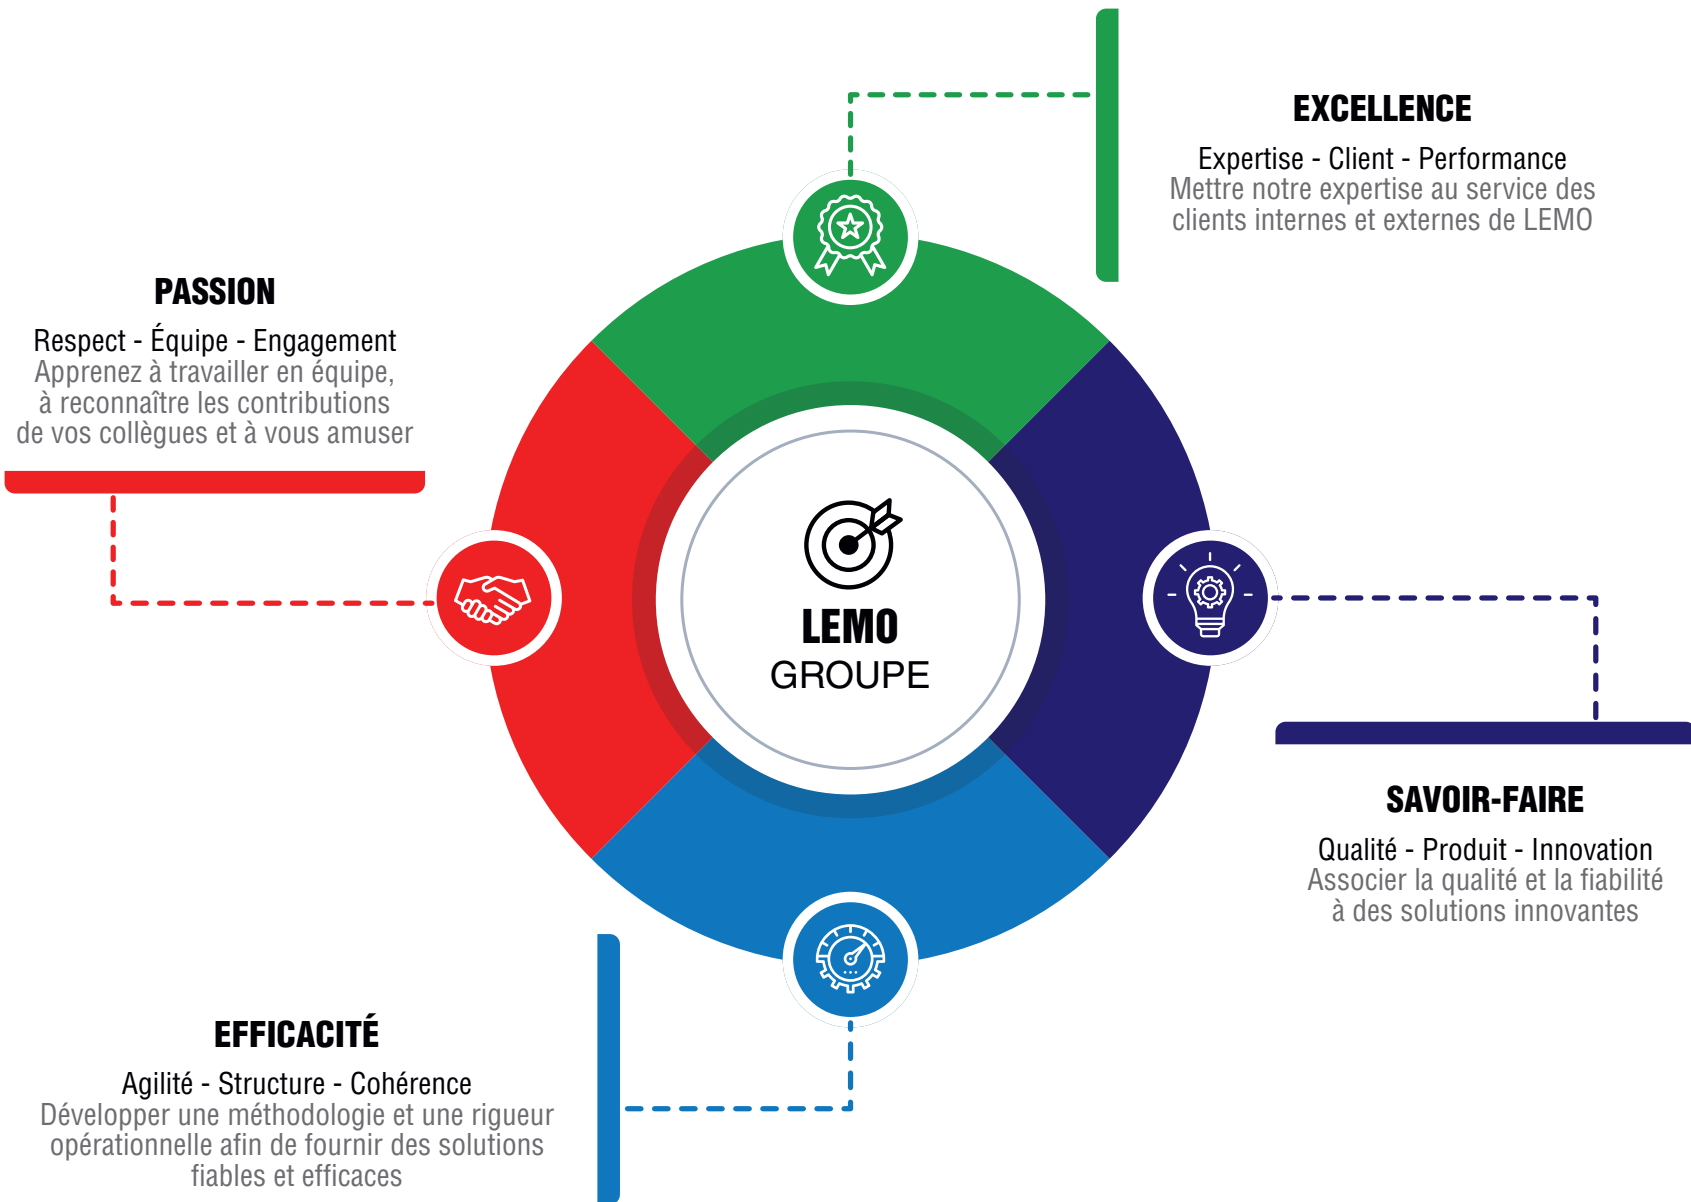 EXCELLENCE
Expertise - Client - Performance
Mettre notre expertise au service des
clients internes et externes de LEMO
PASSION
Respect - Équipe - Engagement
Apprenez à travailler en équipe,
à reconnaître les contributions
de vos collègues et à vous amuser
LEMO
GROUPE
SAVOIR-FAIRE
Qualité - Produit - Innovation
Associer la qualité et la fiabilité
à des solutions innovantes
EFFICACITÉ
Agilité - Structure - Cohérence
Développer une méthodologie et une rigueur
opérationnelle afin de fournir des solutions
fiables et efficaces